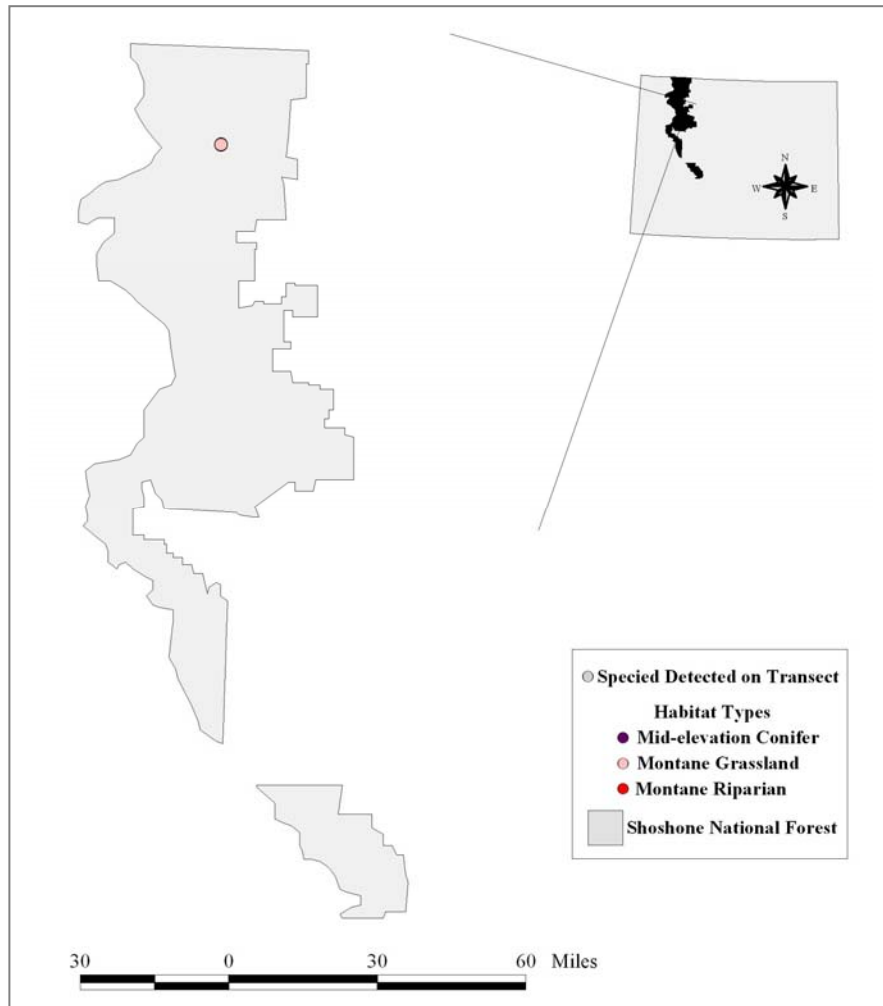 N
W E
S
Specied Detected on Transect
Habitat Types
Mid-elevation Conifer
Montane Grassland
Montane Riparian
Shoshone National Forest
30 0 30 60 Miles